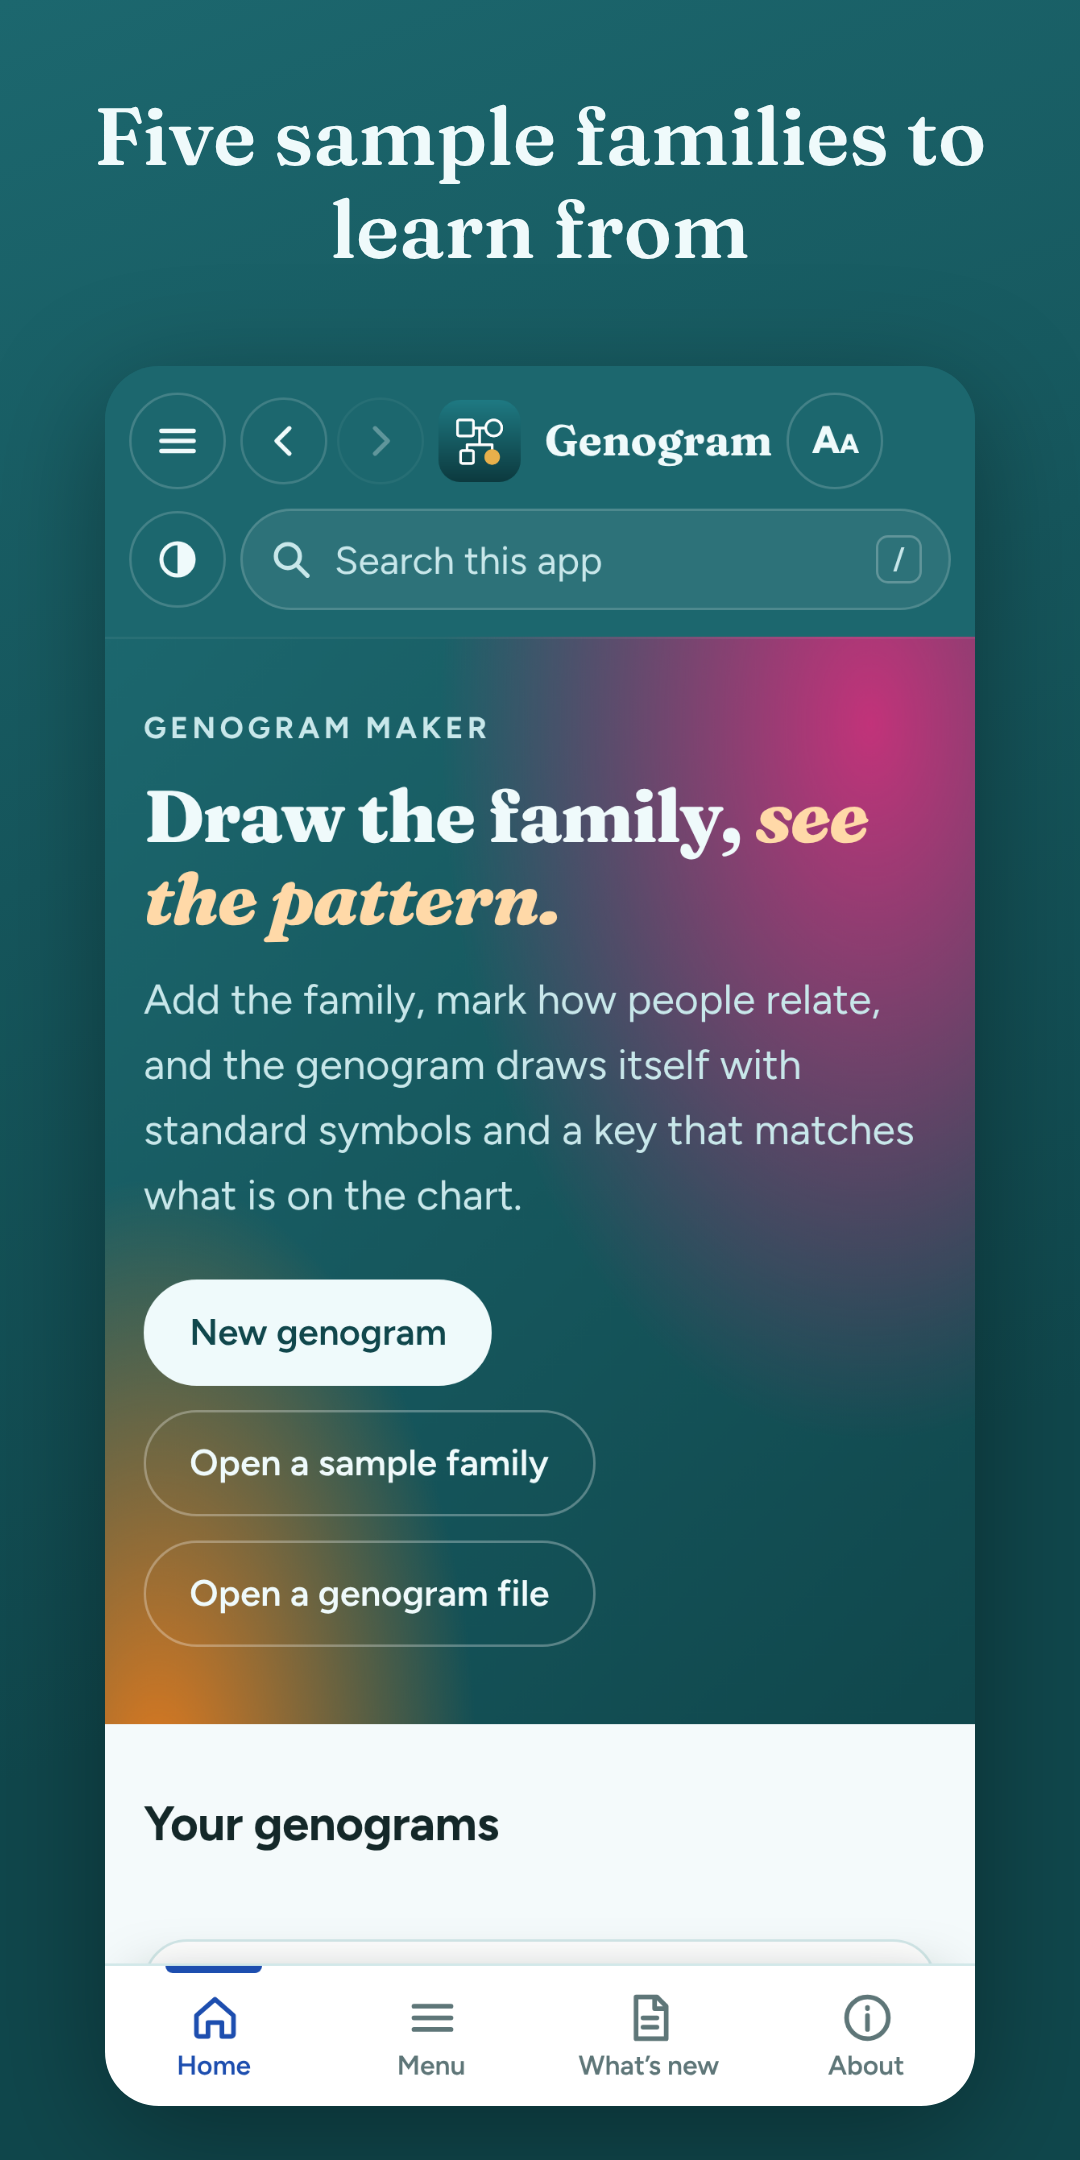 Five sample families to
learn from
Genogram
AA
Search this app
/
GENOGRAM MAKER
Draw the family, see
the pattern.
Add the family, mark how people relate,
and the genogram draws itself with
standard symbols and a key that matches
what is on the chart.
New genogram
Open a sample family
Open a genogram file
Your genograms
Home
Menu
What’s new
About